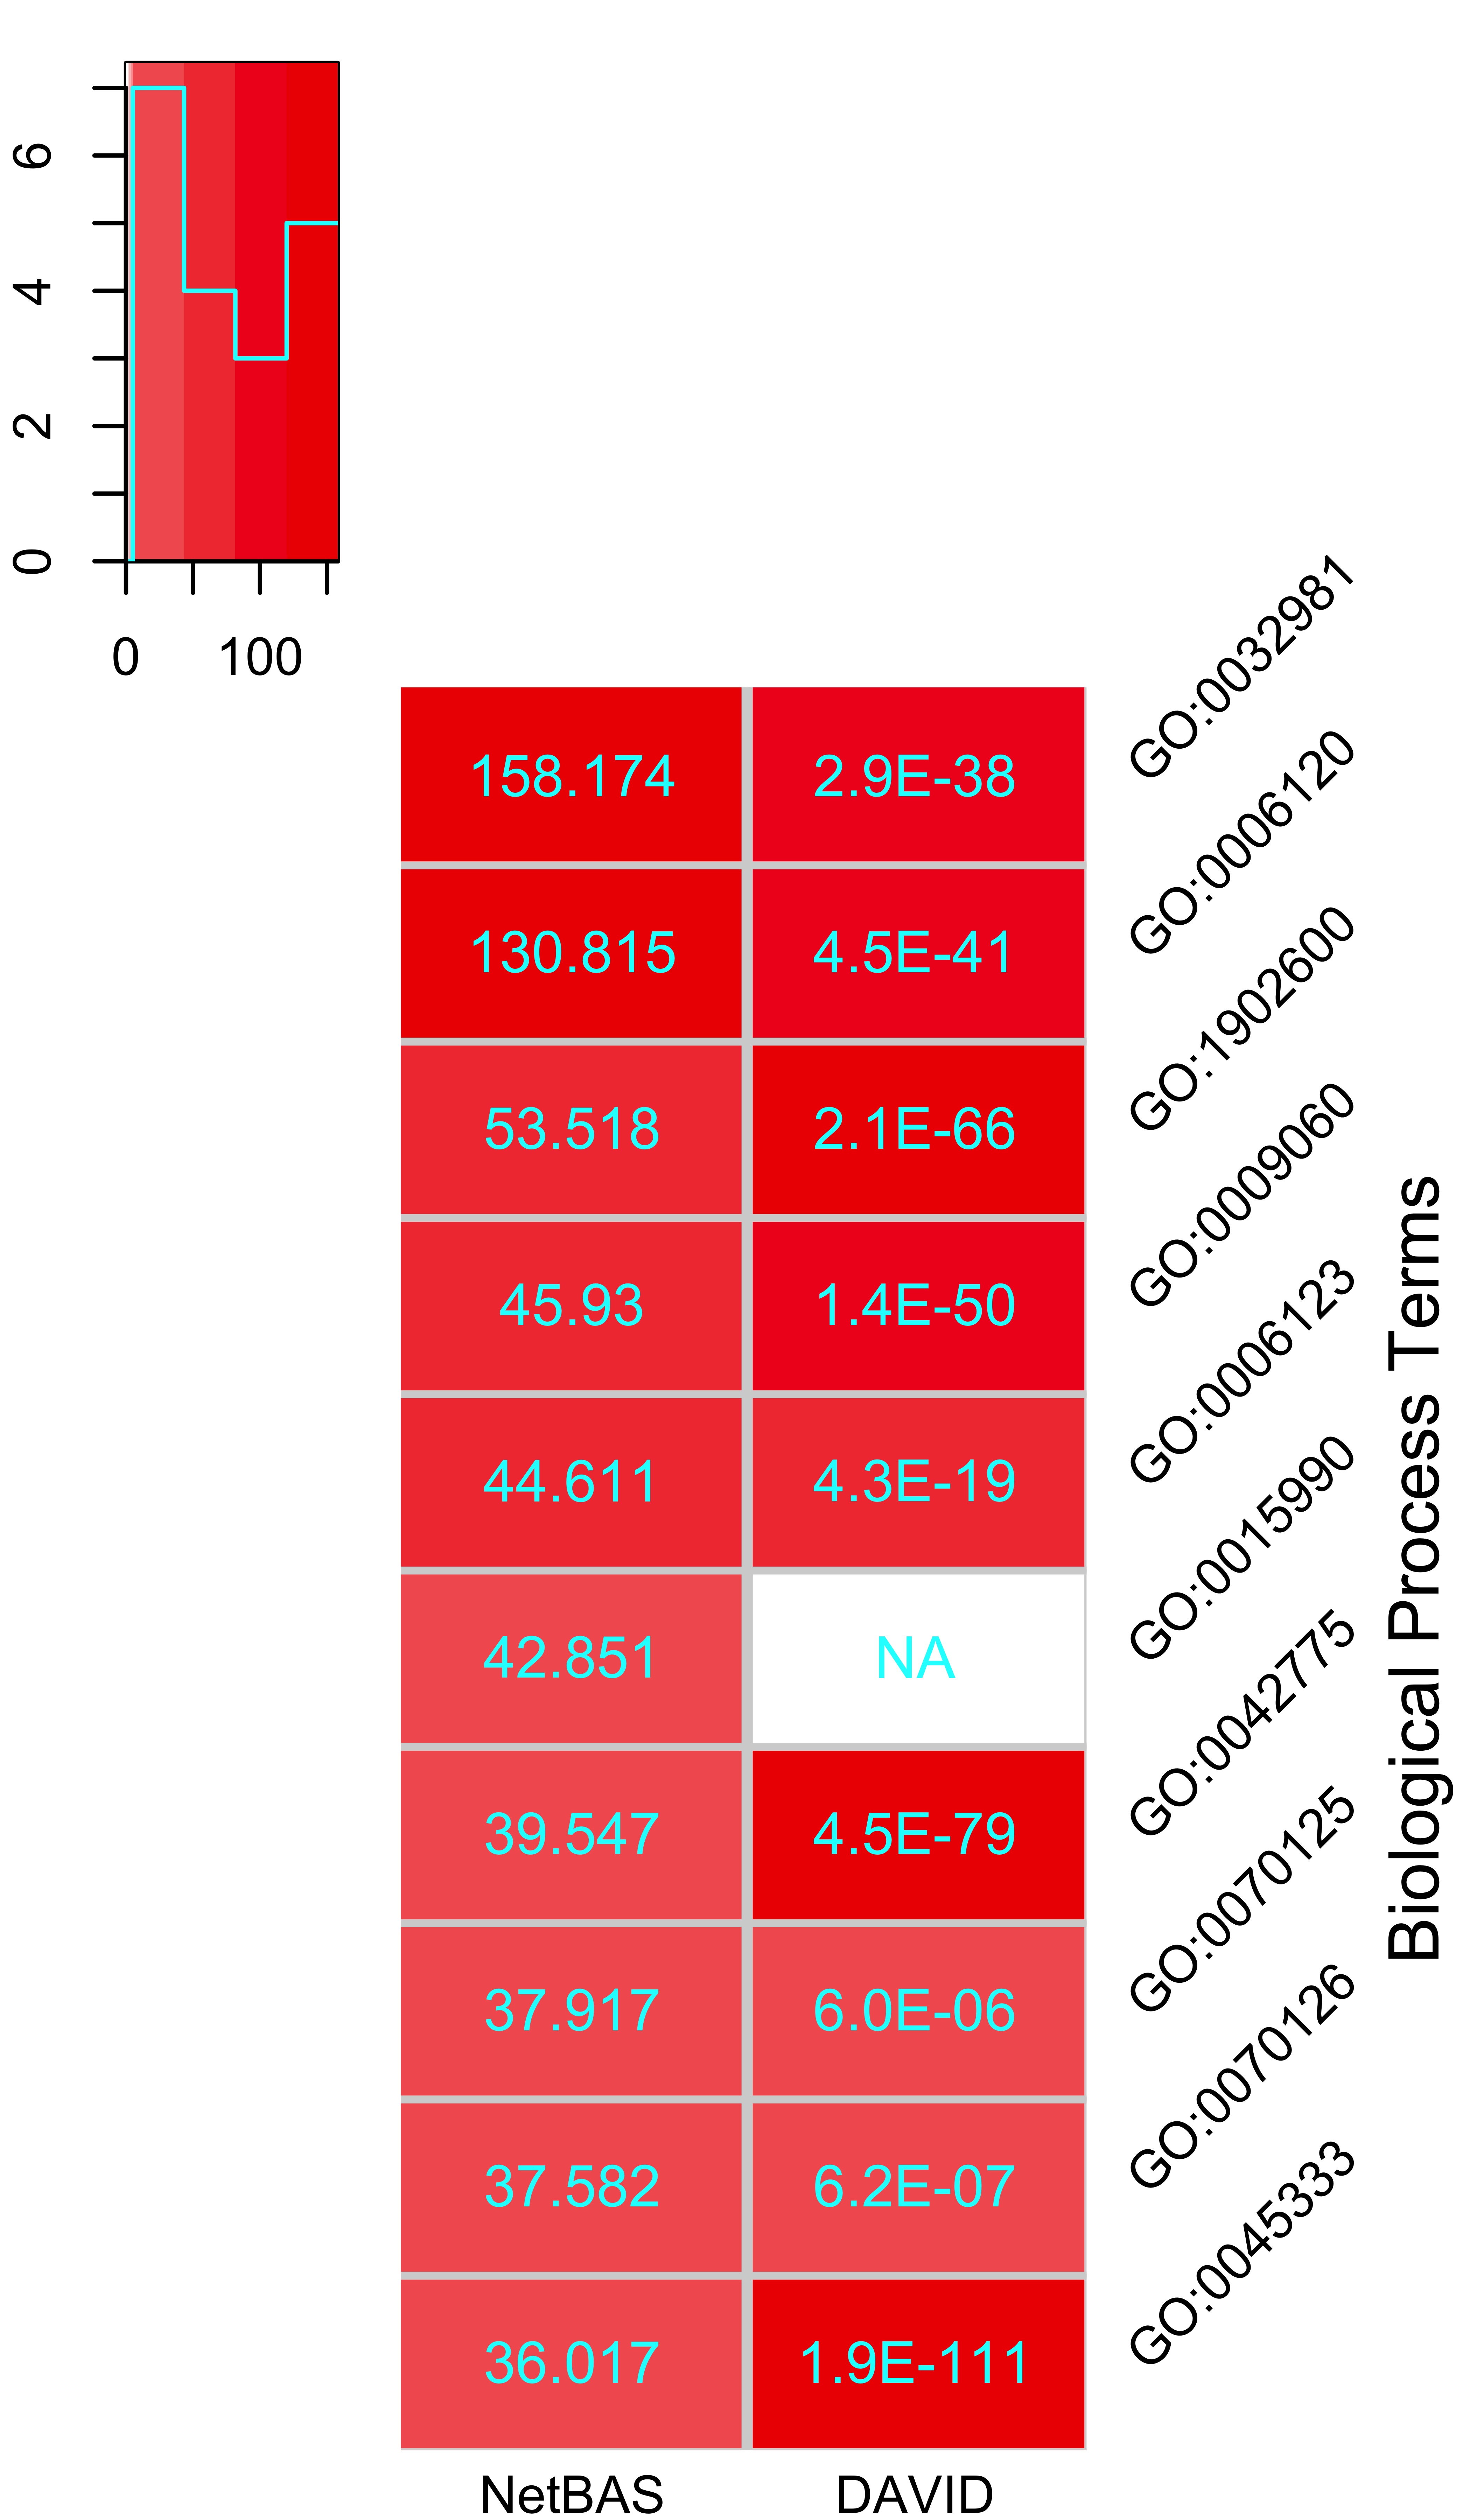 6
4
2
0
0 100
158.174 2.9E-38 GO:0032981
130.815 4.5E-41 GO:0006120
53.518 2.1E-66 GO:1902600
45.93 1.4E-50 GO:0009060
44.611 4.3E-19 GO:0006123
42.851 NA GO:0015990
39.547 4.5E-79 GO:0042775
37.917 6.0E-06 GO:0070125
37.582 6.2E-07 GO:0070126
36.017 1.9E-111 GO:0045333
NetBAS DAVID
Biological Process Terms